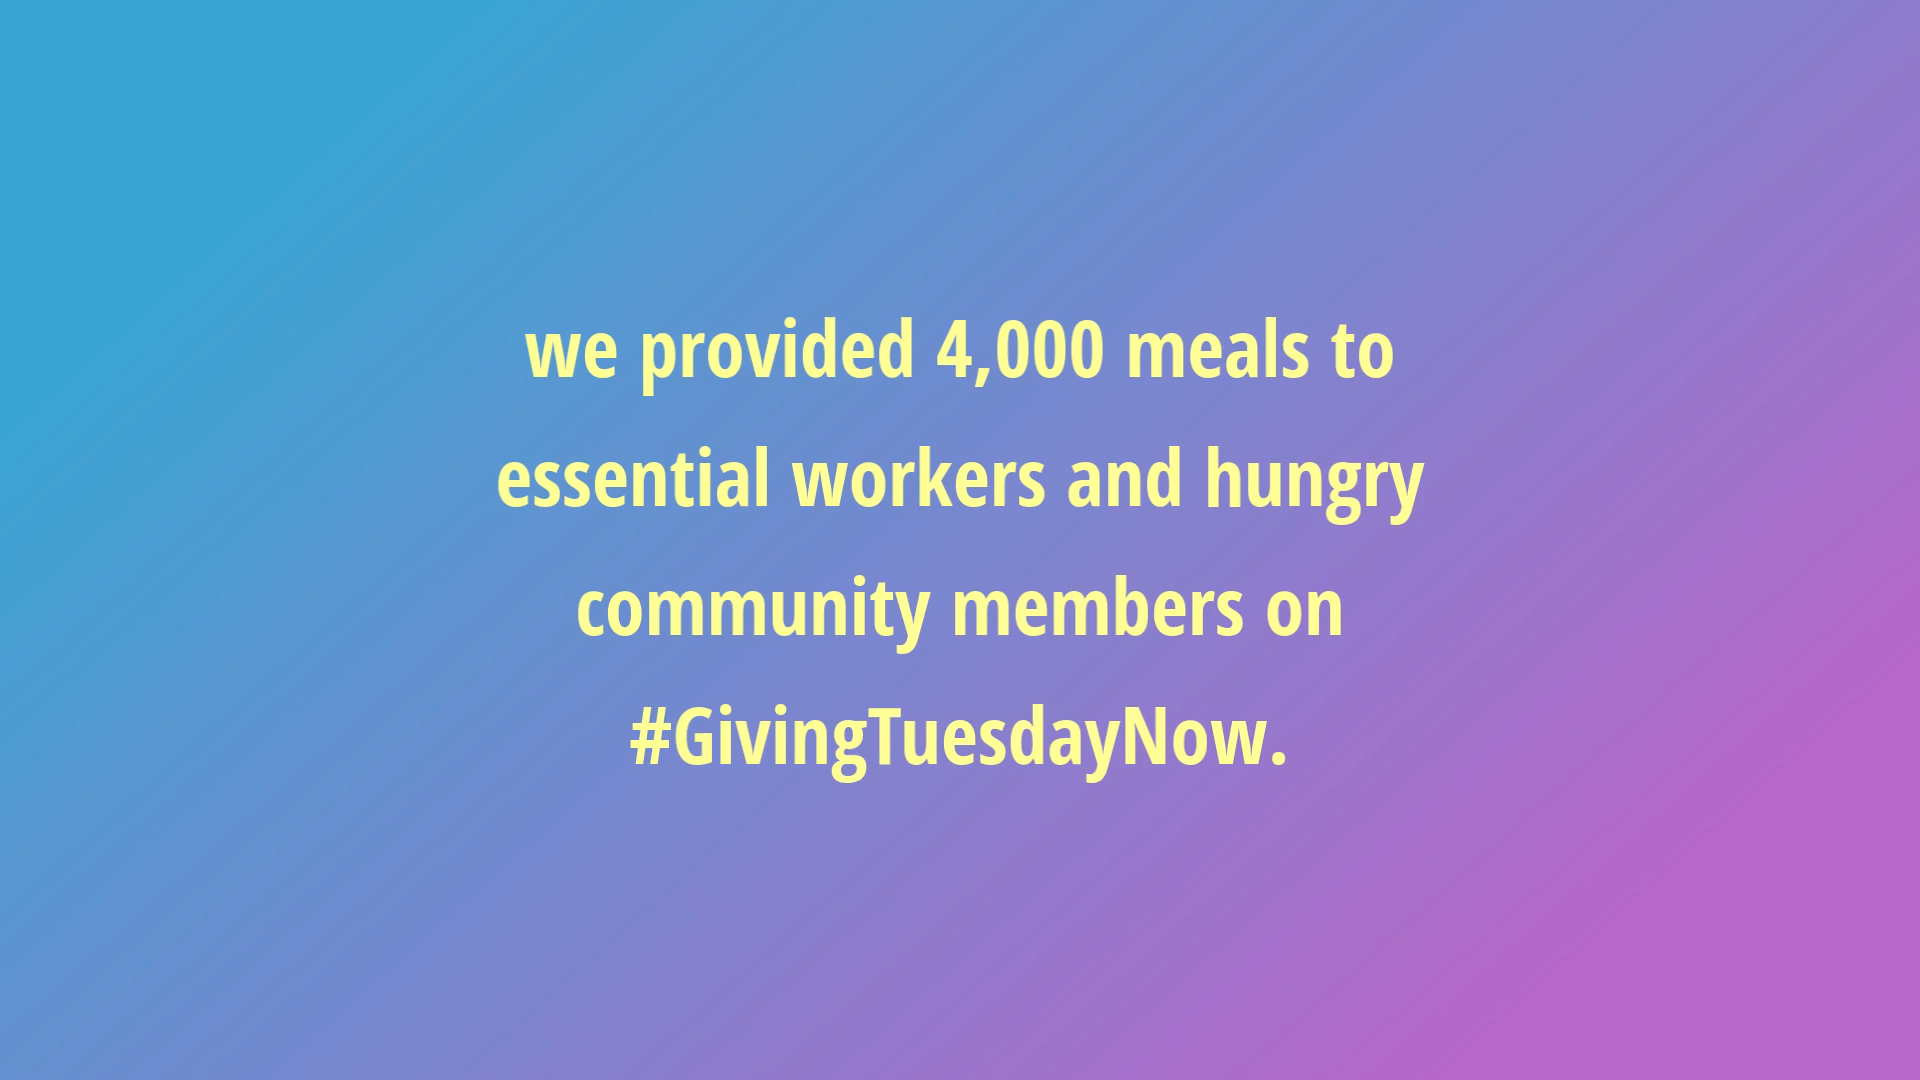 we provided 4,000 meals to
essential workers and hungry
community members on
#GivingTuesdayNow.